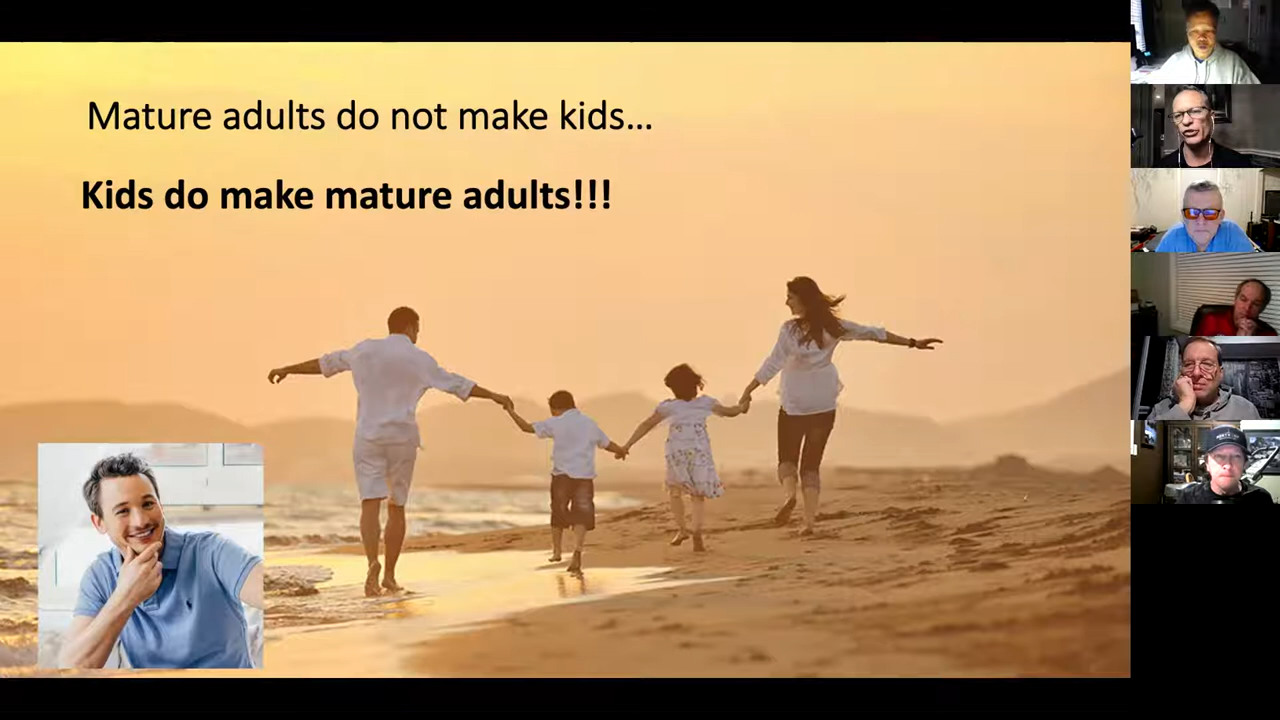 Mature adults do not make kids…
Kids do make mature adults!!!